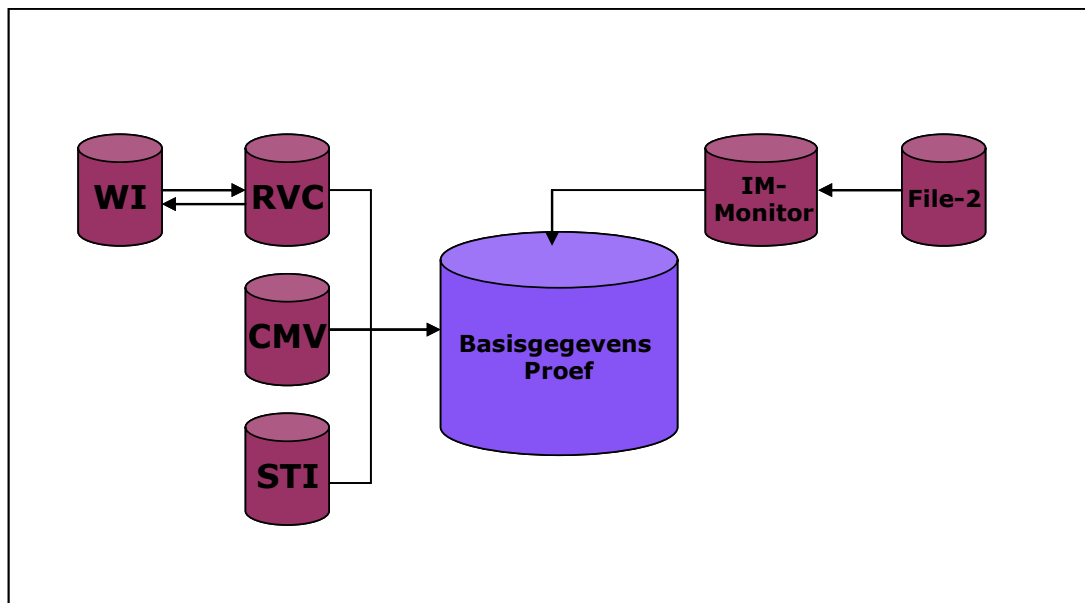 WI
RVC
IM-
Monitor
File-2
CMV
Basisgegevens
Proef
STI